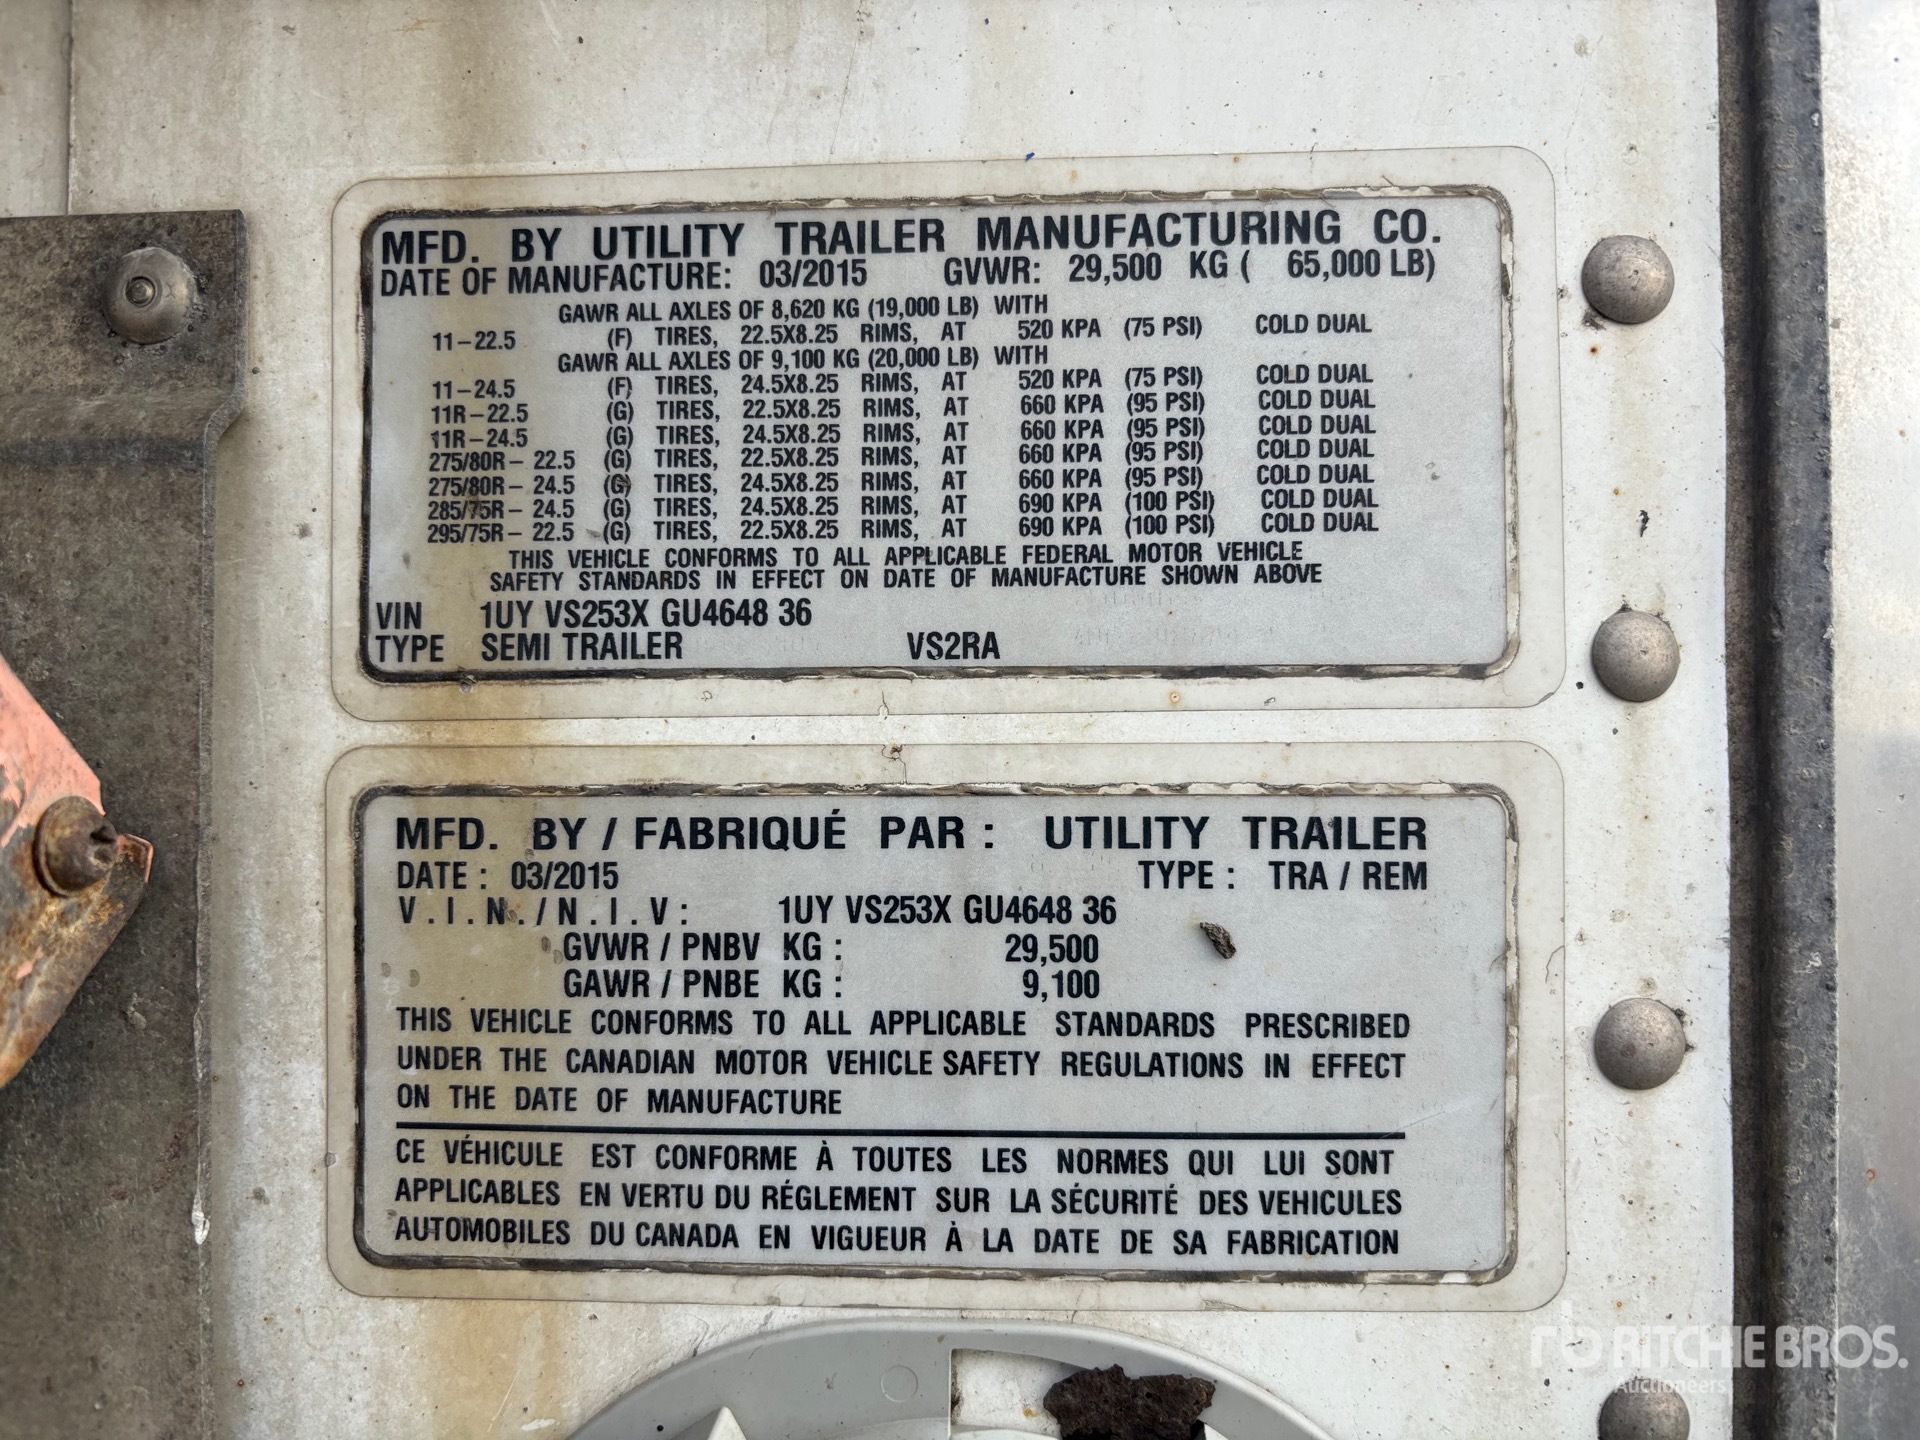 MFD. BY UTILITY TRAILER MANUFACTURING CO.
DATE OF MANUFACTURE: 03/2015 GVWR: 29,500 KG ( 65,000 LB)
GAWR ALL AXLES OF 8,620 KG (19,000 LB) WITH
11-22.5 (F) TIRES, 22.5X8.25 RIMS, AT 520 KPA (75 PSI) COLD DUAL
GAWR ALL AXLES OF 9,100 KG (20,000 LB) WITH
11-24.5 (F) TIRES, 24.5X8.25 RIMS, AT 520 KPA (75 PSI) COLD DUAL
11R-22.5 (G) TIRES, 22.5X8.25 RIMS, AT 660 KPA (95 PSI) COLD DUAL
11R-24.5 (G) TIRES, 24.5X8.25 RIMS, AT 660 KPA (95 PSI) COLD DUAL
275/80R- 22.5 (G) TIRES, 22.5X8.25 RIMS, AT 660 KPA (95 PSI) COLD DUAL
275/80R- 24.5 (G) TIRES, 24.5X8.25 RIMS, AT 660 KPA (95 PSI) COLD DUAL
285/75R- 24.5 (G) TIRES, 24.5X8.25 RIMS, AT 690 KPA (100 PSI) COLD DUAL
295/75R- 22.5 (G) TIRES, 22.5X8.25 RIMS, AT 690 KPA (100 PSI) COLD DUAL
THIS VEHICLE CONFORMS TO ALL APPLICABLE FEDERAL MOTOR VEHICLE
SAFETY STANDARDS IN EFFECT ON DATE OF MANUFACTURE SHOWN ABOVE
VIN 1UY VS253X GU4648 36
TYPE SEMI TRAILER VS2RA
MFD. BY / FABRIQUÉ PAR : UTILITY TRAILER
DATE : 03/2015 TYPE : TRA / REM
V.I.N./N.I.V: 1UY VS253X GU4648 36
GVWR / PNBV KG : 29,500
GAWR / PNBE KG : 9,100
THIS VEHICLE CONFORMS TO ALL APPLICABLE STANDARDS PRESCRIBED
UNDER THE CANADIAN MOTOR VEHICLE SAFETY REGULATIONS IN EFFECT
ON THE DATE OF MANUFACTURE
CE VÉHICULE EST CONFORME À TOUTES LES NORMES QUI LUI SONT
APPLICABLES EN VERTU DU RÉGLEMENT SUR LA SÉCURITÉ DES VEHICULES
AUTOMOBILES DU CANADA EN VIGUEUR À LA DATE DE SA FABRICATION
rb RITCHIE BROS.
Auctioneers